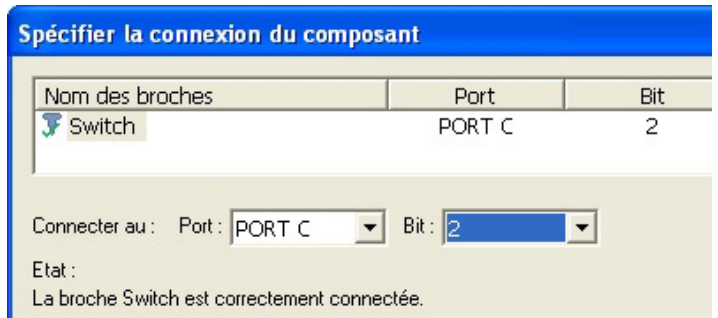 Spécifier la connexion du composant
Nom des broches Port Bit
Switch PORT C 2
Connecter au : Port : PORT C Bit : 2
Etat :
La broche Switch est correctement connectée.